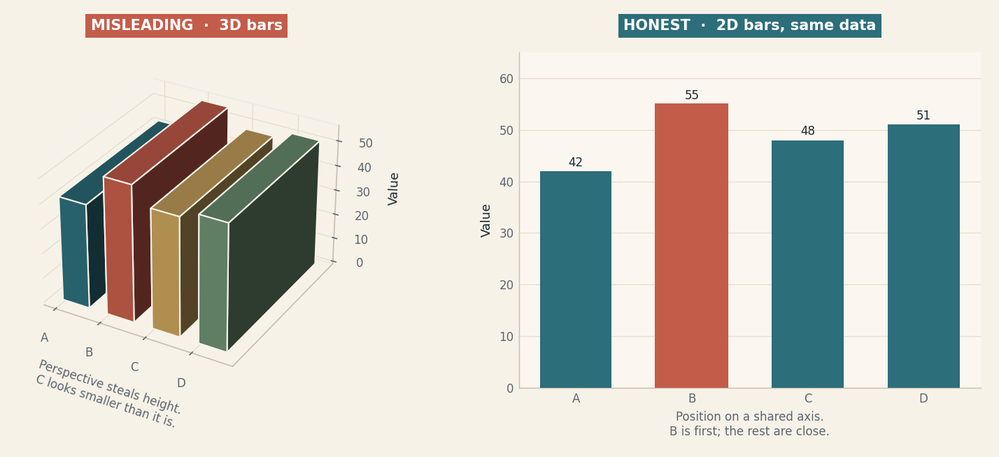 MISLEADING · 3D bars
50
40
30
20
10
0
Value
A
B
C
D
Perspective steals height.
C looks smaller than it is.
HONEST · 2D bars, same data
60
50
40
30
20
10
0
Value
42
55
48
51
A
B
C
D
Position on a shared axis.
B is first; the rest are close.